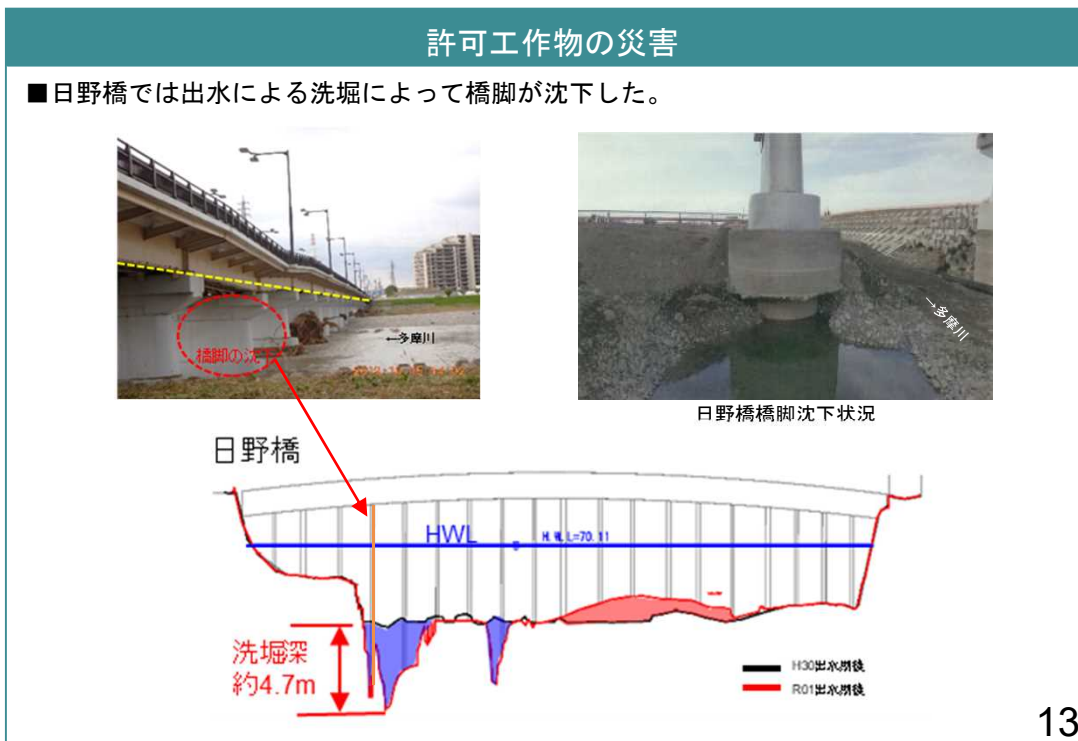 許可工作物の災害
■日野橋では出水による洗堀によって橋脚が沈下した。
←多摩川
橋脚の沈下
→多摩川
日野橋橋脚沈下状況
日野橋
HWL
H.W.L=70.11
洗堀深
約4.7m
H30出水期後
R01出水期後
13